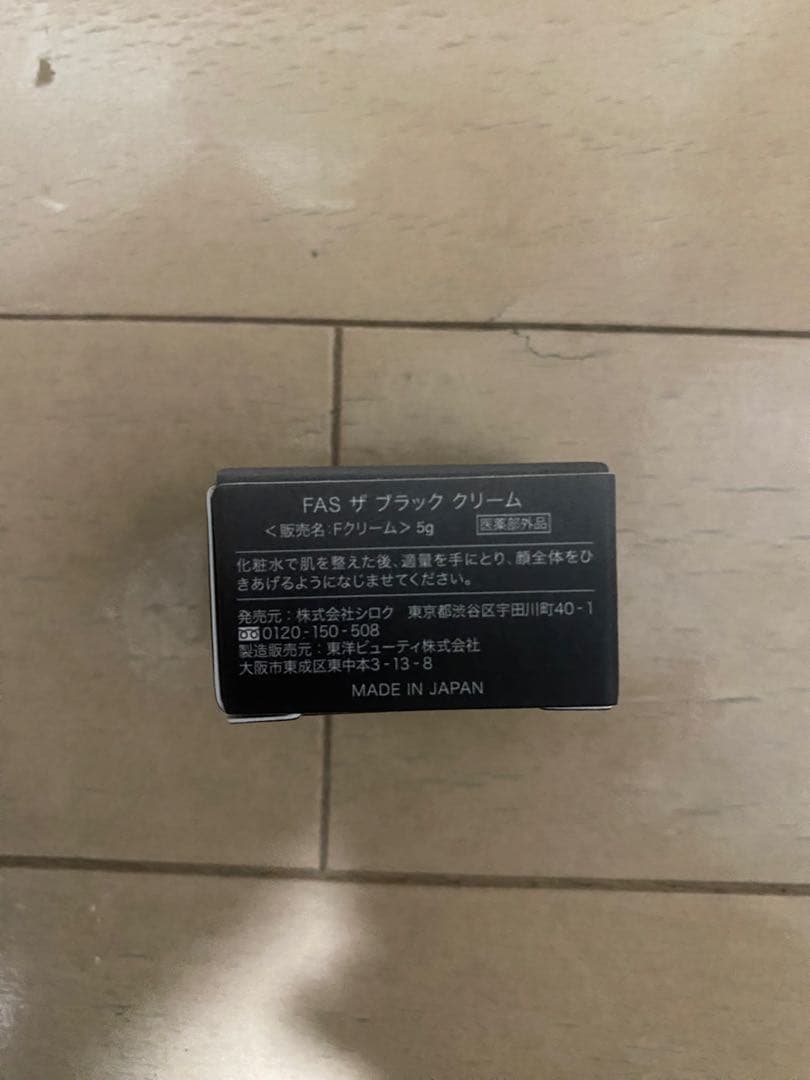 FAS ザ ブラック クリーム
＜販売名:Fクリーム＞5g 医薬部外品
化粧水で肌を整えた後、適量を手にとり、顔全体をひ
きあげるようになじませてください。
発売元：株式会社シロク 東京都渋谷区宇田川町40-1
0120-150-508
製造販売元：東洋ビューティ株式会社
大阪市東成区東中本3-13-8
MADE IN JAPAN